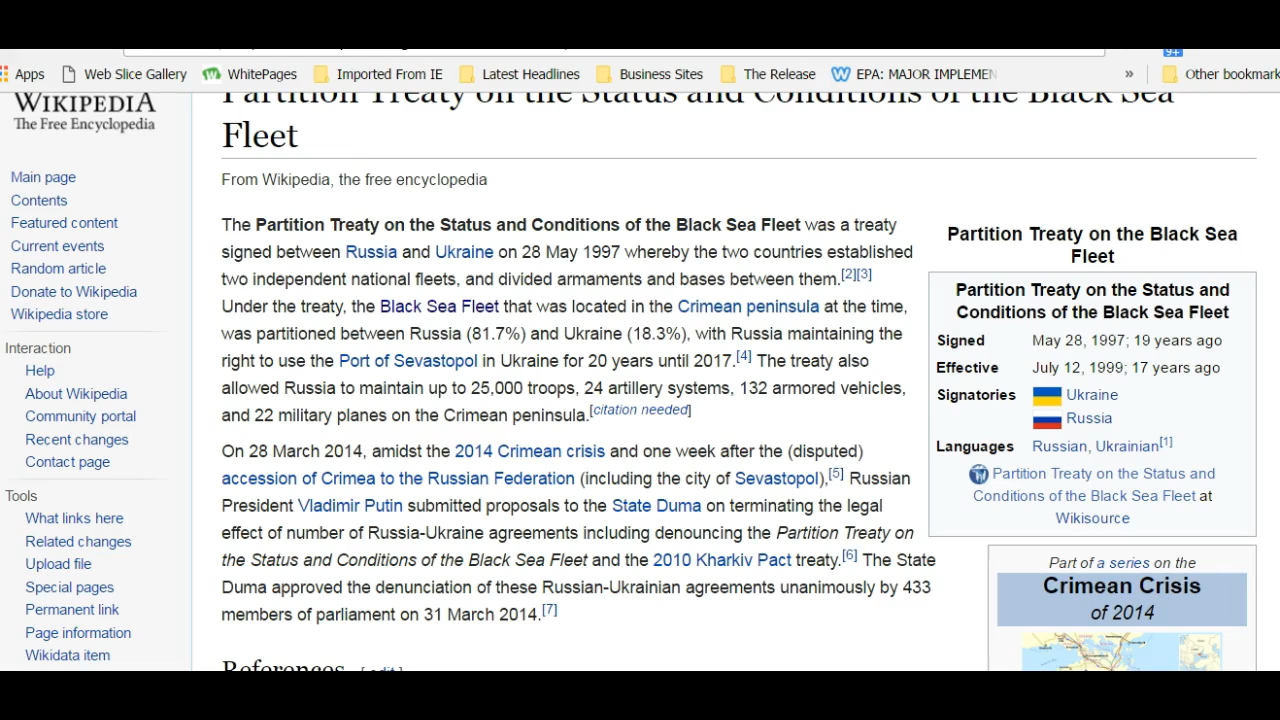 9+
Apps Web Slice Gallery WhitePages Imported From IE Latest Headlines Business Sites The Release EPA: MAJOR IMPLEMEN » Other bookmark
WIKIPEDIA
The Free Encyclopedia
Main page
Contents
Featured content
Current events
Random article
Donate to Wikipedia
Wikipedia store
Interaction
Help
About Wikipedia
Community portal
Recent changes
Contact page
Tools
What links here
Related changes
Upload file
Special pages
Permanent link
Page information
Wikidata item
Partition Treaty on the Status and Conditions of the Black Sea
Fleet
From Wikipedia, the free encyclopedia
The Partition Treaty on the Status and Conditions of the Black Sea Fleet was a treaty
signed between Russia and Ukraine on 28 May 1997 whereby the two countries established
two independent national fleets, and divided armaments and bases between them.[2][3]
Under the treaty, the Black Sea Fleet that was located in the Crimean peninsula at the time,
was partitioned between Russia (81.7%) and Ukraine (18.3%), with Russia maintaining the
right to use the Port of Sevastopol in Ukraine for 20 years until 2017.[4] The treaty also
allowed Russia to maintain up to 25,000 troops, 24 artillery systems, 132 armored vehicles,
and 22 military planes on the Crimean peninsula.[citation needed]
On 28 March 2014, amidst the 2014 Crimean crisis and one week after the (disputed)
accession of Crimea to the Russian Federation (including the city of Sevastopol),[5] Russian
President Vladimir Putin submitted proposals to the State Duma on terminating the legal
effect of number of Russia-Ukraine agreements including denouncing the Partition Treaty on
the Status and Conditions of the Black Sea Fleet and the 2010 Kharkiv Pact treaty.[6] The State
Duma approved the denunciation of these Russian-Ukrainian agreements unanimously by 433
members of parliament on 31 March 2014.[7]
References [edit]
Partition Treaty on the Black Sea
Fleet
Partition Treaty on the Status and
Conditions of the Black Sea Fleet
Signed May 28, 1997; 19 years ago
Effective July 12, 1999; 17 years ago
Signatories Ukraine
Russia
Languages Russian, Ukrainian[1]
Partition Treaty on the Status and
Conditions of the Black Sea Fleet at
Wikisource
Part of a series on the
Crimean Crisis
of 2014